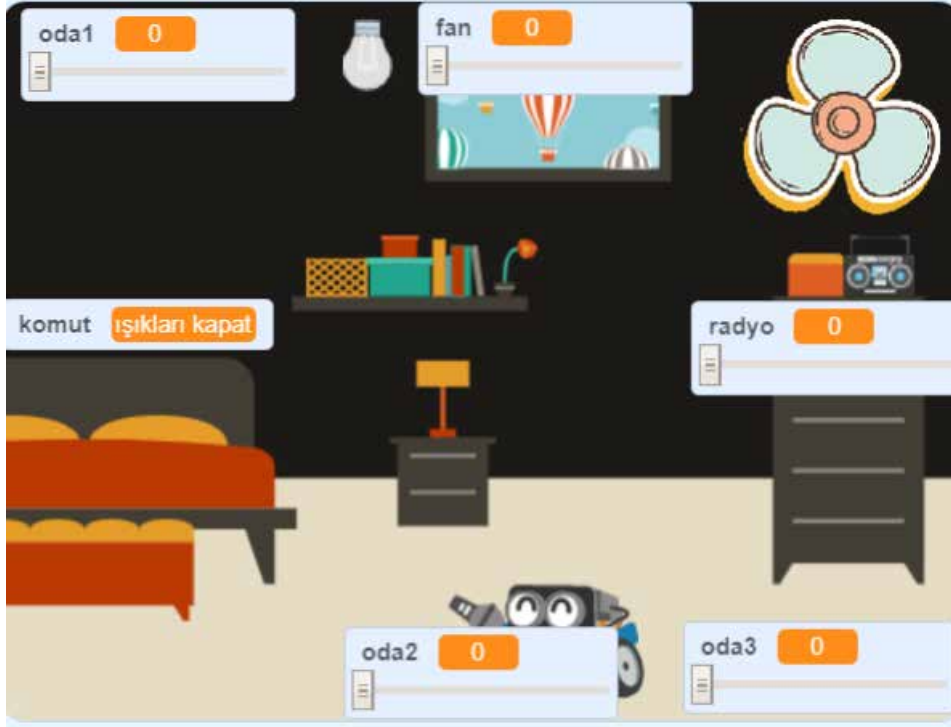 oda1 0
fan 0
komut ışıkları kapat
radyo 0
oda2 0
oda3 0